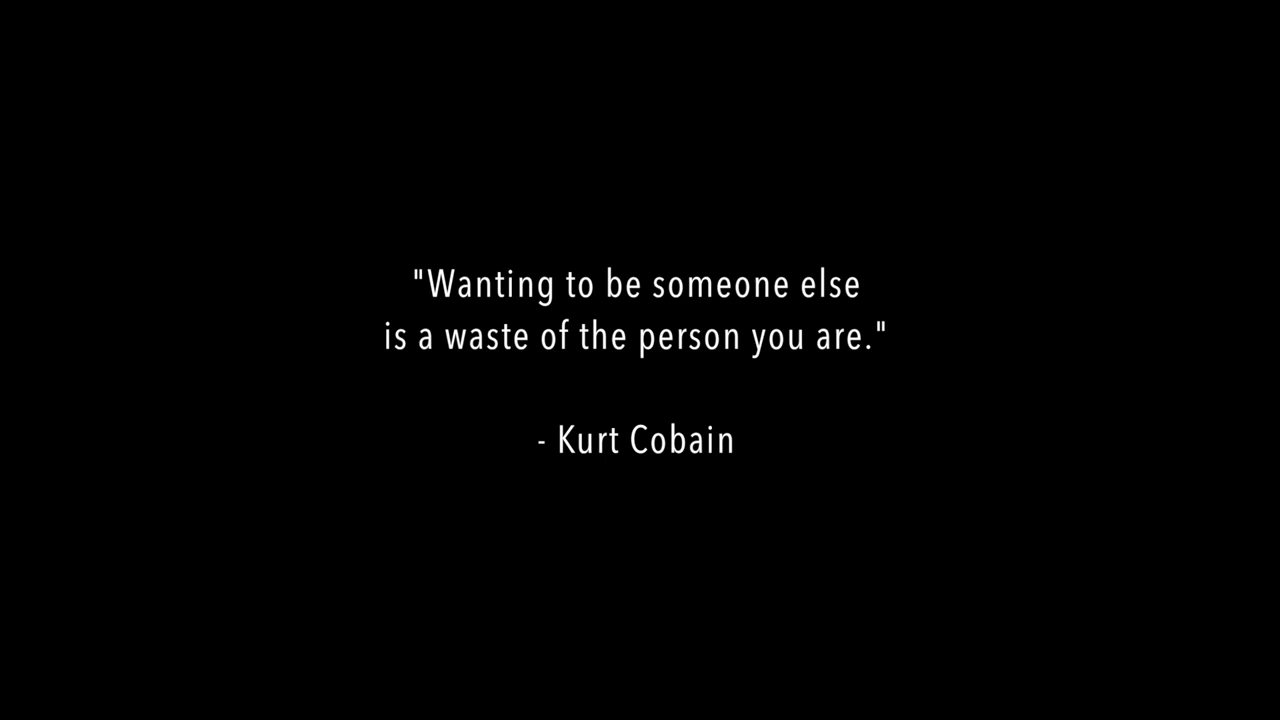 "Wanting to be someone else
is a waste of the person you are."
- Kurt Cobain